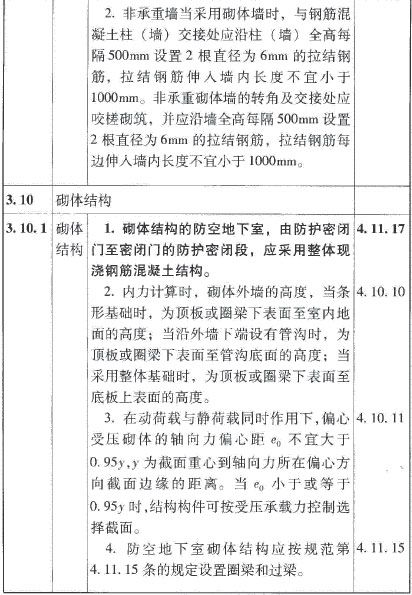 2. 非承重墙当采用砌体墙时，与钢筋混
凝土柱（墙）交接处应沿柱（墙）全高每
隔500mm 设置2 根直径为6mm 的拉结钢
筋，拉结钢筋伸入墙内长度不宜小于
1000mm。非承重砌体墙的转角及交接处应
咬槎砌筑，并应沿墙全高每隔500mm 设置
2 根直径为6mm 的拉结钢筋，拉结钢筋每
边伸入墙内长度不宜小于1000mm。
3.10 砌体结构
3.10.1 砌体 1. 砌体结构的防空地下室，由防护密闭 4.11.17
结构 门至密闭门的防护密闭段，应采用整体现
浇钢筋混凝土结构。
2. 内力计算时，砌体外墙的高度，当条 4.10.10
形基础时，为顶板或圈梁下表面至室内地
面的高度；当沿外墙下端设有管沟时，为
顶板或圈梁下表面至管沟底面的高度；当
采用整体基础时，为顶板或圈梁下表面至
底板上表面的高度。
3. 在动荷载与静荷载同时作用下,偏心 4.10.11
受压砌体的轴向力偏心距 e₀ 不宜大于
0.95y,y 为截面重心到轴向力所在偏心方
向截面边缘的距离。当 e₀ 小于或等于
0.95y 时,结构构件可按受压承载力控制选
择截面。
4. 防空地下室砌体结构应按规范第 4.11.15
4.11.15 条的规定设置圈梁和过梁。